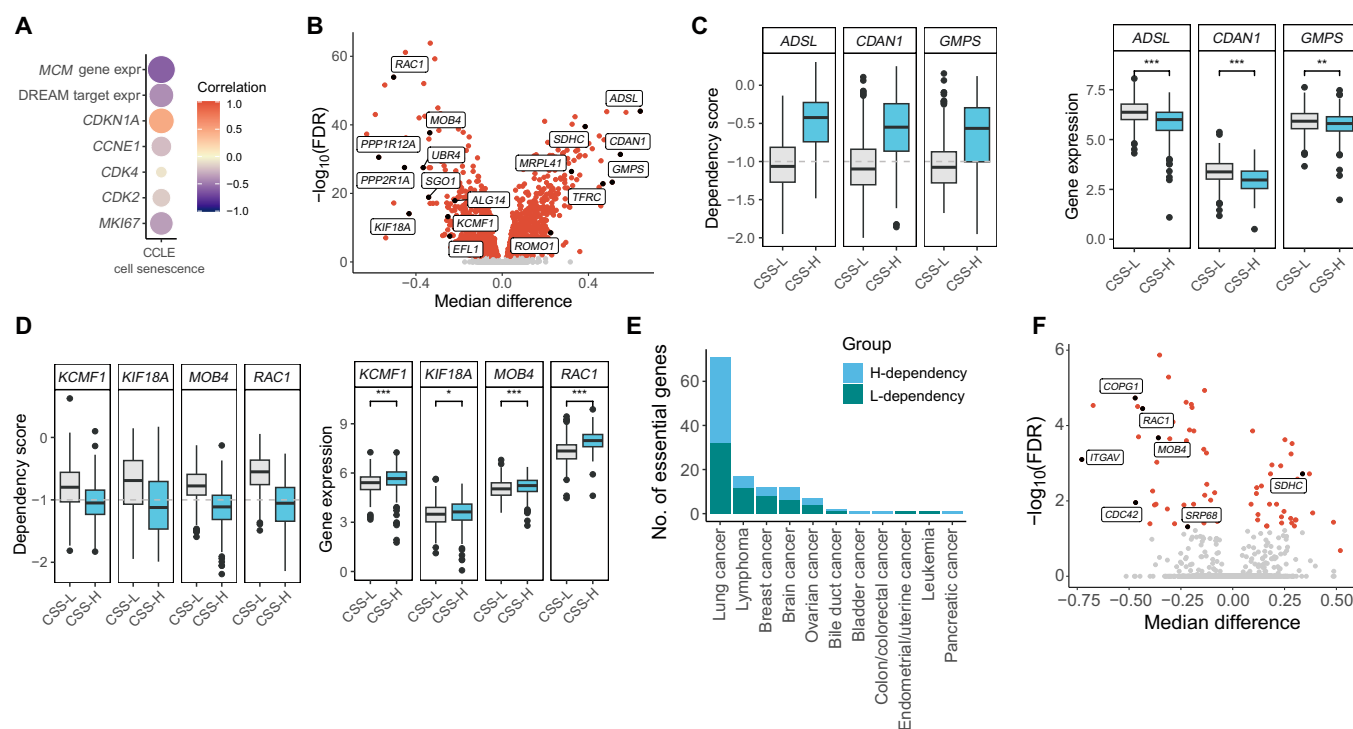 A
MCM gene expr
DREAM target expr
CDKN1A
CCNE1
CDK4
CDK2
MKI67
CCLE
cell senescence
Correlation
1.0
0.5
0.0
−0.5
−1.0
B
−log10(FDR)
60
40
20
0
−0.4
0.0
0.4
Median difference
RAC1
ADSL
MOB4
SDHC
CDAN1
PPP1R12A
UBR4
MRPL41
GMPS
PPP2R1A
SGO1
TFRC
ALG14
KIF18A
KCMF1
EFL1
ROMO1
C
Dependency score
ADSL
CDAN1
GMPS
0.0
−0.5
−1.0
−1.5
−2.0
CSS-L
CSS-H
CSS-L
CSS-H
CSS-L
CSS-H
Gene expression
ADSL
CDAN1
GMPS
***
***
**
7.5
5.0
2.5
0.0
CSS-L
CSS-H
CSS-L
CSS-H
CSS-L
CSS-H
D
Dependency score
KCMF1
KIF18A
MOB4
RAC1
0
−1
−2
CSS-L
CSS-H
CSS-L
CSS-H
CSS-L
CSS-H
CSS-L
CSS-H
Gene expression
KCMF1
KIF18A
MOB4
RAC1
***
*
***
***
9
6
3
0
CSS-L
CSS-H
CSS-L
CSS-H
CSS-L
CSS-H
CSS-L
CSS-H
E
No. of essential genes
60
40
20
0
Group
H-dependency
L-dependency
Lung cancer
Lymphoma
Breast cancer
Brain cancer
Ovarian cancer
Bile duct cancer
Bladder cancer
Colon/colorectal cancer
Endometrial/uterine cancer
Leukemia
Pancreatic cancer
F
−log10(FDR)
6
4
2
0
COPG1
RAC1
MOB4
ITGAV
SDHC
CDC42
SRP68
−0.75
−0.50
−0.25
0.00
0.25
0.50
Median difference